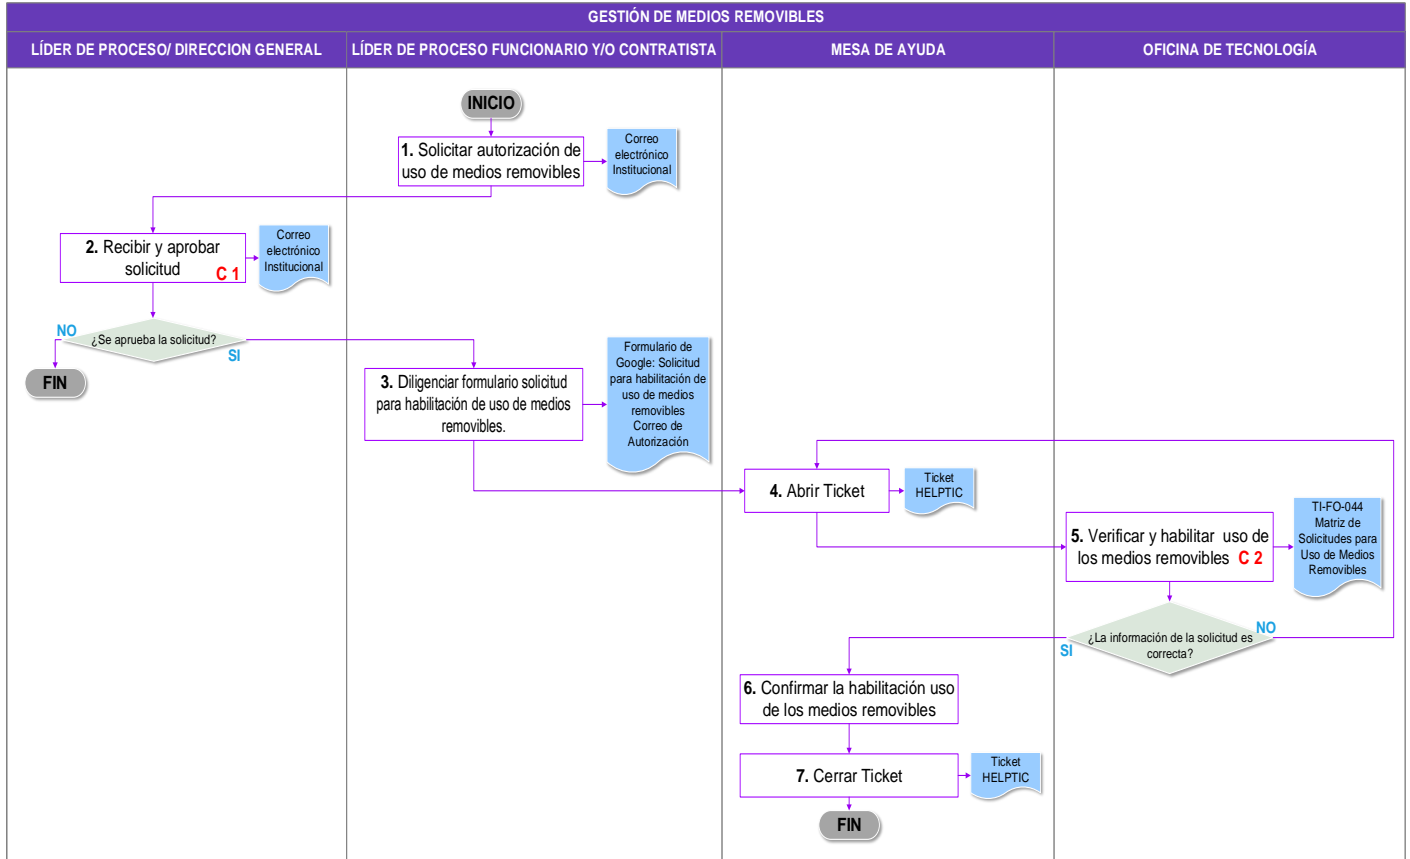 GESTIÓN DE MEDIOS REMOVIBLES
LÍDER DE PROCESO/ DIRECCION GENERAL
LÍDER DE PROCESO FUNCIONARIO Y/O CONTRATISTA
MESA DE AYUDA
OFICINA DE TECNOLOGÍA
INICIO
1. Solicitar autorización de
uso de medios removibles
Correo
electrónico
Institucional
2. Recibir y aprobar
solicitud
C 1
Correo
electrónico
Institucional
¿Se aprueba la solicitud?
NO
SI
FIN
3. Diligenciar formulario solicitud
para habilitación de uso de medios
removibles.
Formulario de
Google: Solicitud
para habilitación de
uso de medios
removibles
Correo de
Autorización
4. Abrir Ticket
Ticket
HELPTIC
5. Verificar y habilitar uso de
los medios removibles C 2
TI-FO-044
Matriz de
Solicitudes para
Uso de Medios
Removibles
¿La información de la solicitud es
correcta?
NO
SI
6. Confirmar la habilitación uso
de los medios removibles
7. Cerrar Ticket
Ticket
HELPTIC
FIN